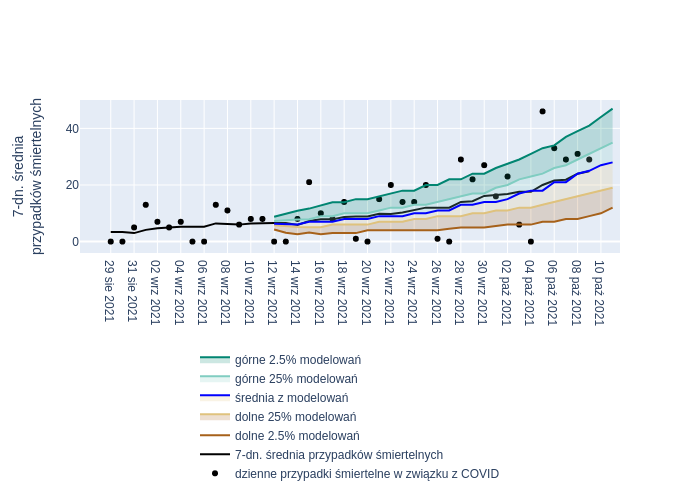 7-dn. średnia
przypadków śmiertelnych
40
20
0
29 sie 2021
31 sie 2021
02 wrz 2021
04 wrz 2021
06 wrz 2021
08 wrz 2021
10 wrz 2021
12 wrz 2021
14 wrz 2021
16 wrz 2021
18 wrz 2021
20 wrz 2021
22 wrz 2021
24 wrz 2021
26 wrz 2021
28 wrz 2021
30 wrz 2021
02 paź 2021
04 paź 2021
06 paź 2021
08 paź 2021
10 paź 2021
górne 2.5% modelowań
górne 25% modelowań
średnia z modelowań
dolne 25% modelowań
dolne 2.5% modelowań
7-dn. średnia przypadków śmiertelnych
dzienne przypadki śmiertelne w związku z COVID